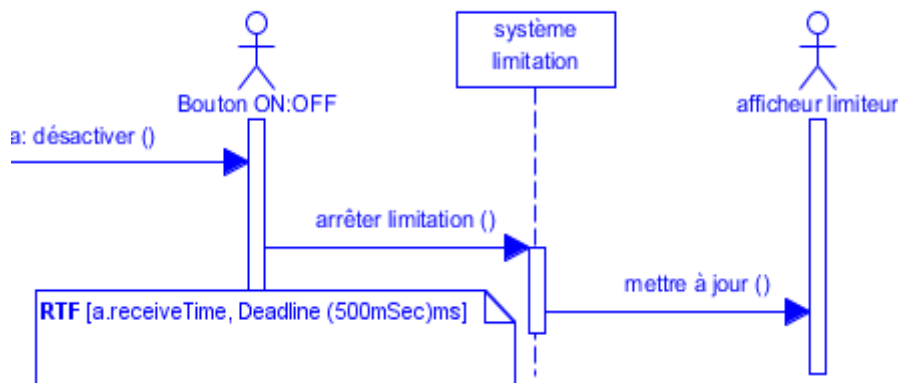 système
limitation
Bouton ON:OFF
afficheur limiteur
a: désactiver ()
arrêter limitation ()
mettre à jour ()
RTF [a.receiveTime, Deadline (500mSec)ms]